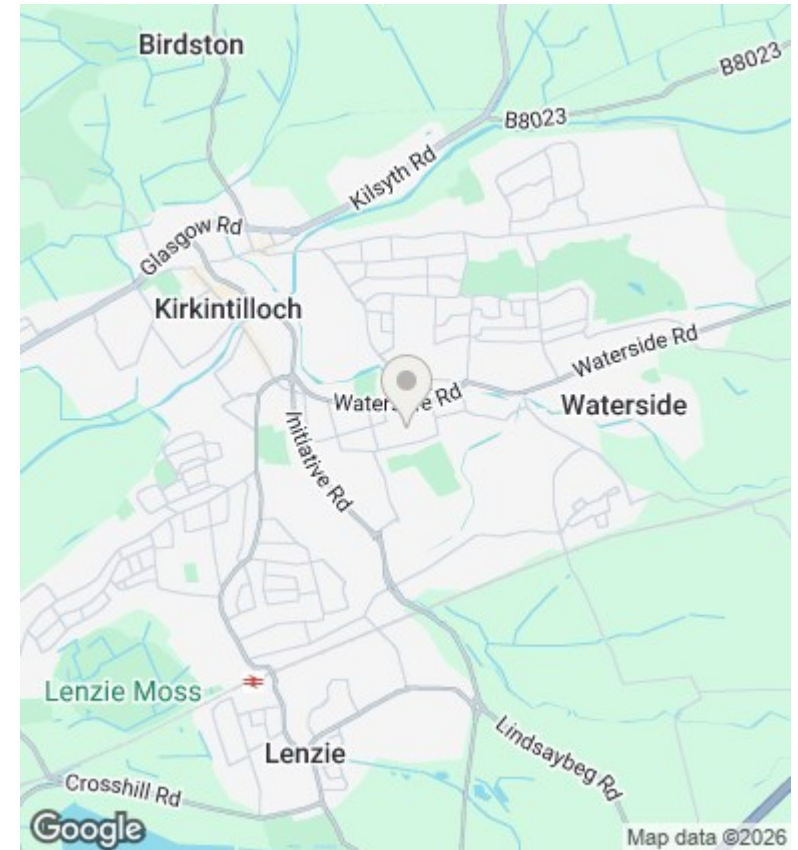 Birdston
B8023
B8023
Kilsyth Rd
Glasgow Rd
Kirkintilloch
Waterside Rd
Waterside Rd
Waterside
Initiative Rd
Lenzie Moss
Lenzie
Lindsaybeg Rd
Crosshill Rd
Google
Map data ©2026